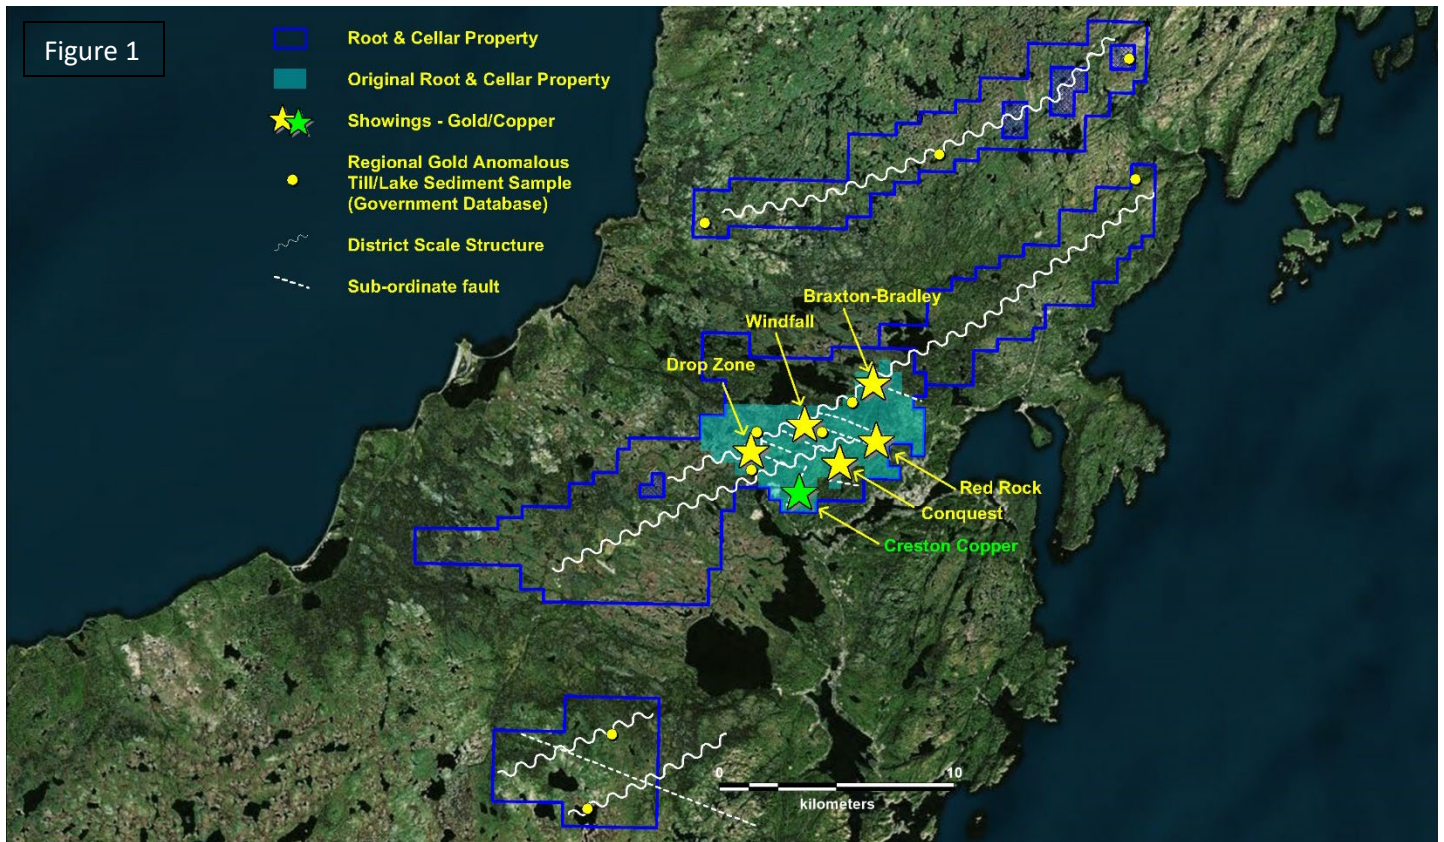 Figure 1
Root & Cellar Property
Original Root & Cellar Property
Showings - Gold/Copper
Regional Gold Anomalous
Till/Lake Sediment Sample
(Government Database)
District Scale Structure
Sub-ordinate fault
Braxton-Bradley
Windfall
Drop Zone
Red Rock
Conquest
Creston Copper
0 10
kilometers